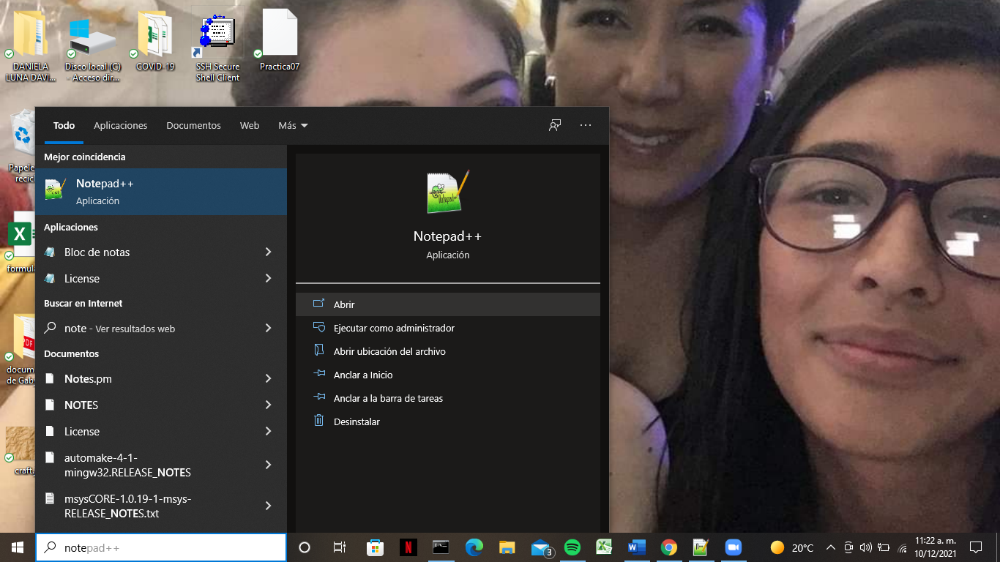 DANIELA
LUNA DAVI...
Disco local (C)
- Acceso dir...
COVID-19
SSH Secure
Shell Client
Practica07
Todo
Aplicaciones
Documentos
Web
Más
Papele
recicl
formula
docum
de Gaby
craft_
Mejor coincidencia
Notepad++
Aplicación
Aplicaciones
Bloc de notas
License
Buscar en Internet
note - Ver resultados web
Documentos
Notes.pm
NOTES
License
automake-4-1-
mingw32.RELEASE_NOTES
msysCORE-1.0.19-1-msys-
RELEASE_NOTES.txt
Notepad++
Aplicación
Abrir
Ejecutar como administrador
Abrir ubicación del archivo
Anclar a Inicio
Anclar a la barra de tareas
Desinstalar
notepad++
3
20°C
11:22 a. m.
10/12/2021